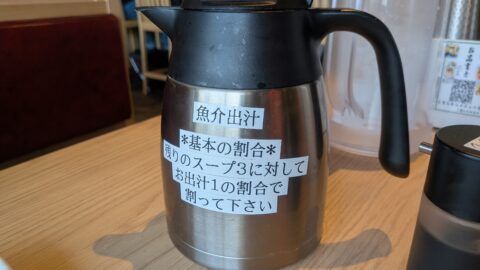 魚介出汁
*基本の割合*
残りのスープ3に対して
お出汁1の割合で
割って下さい